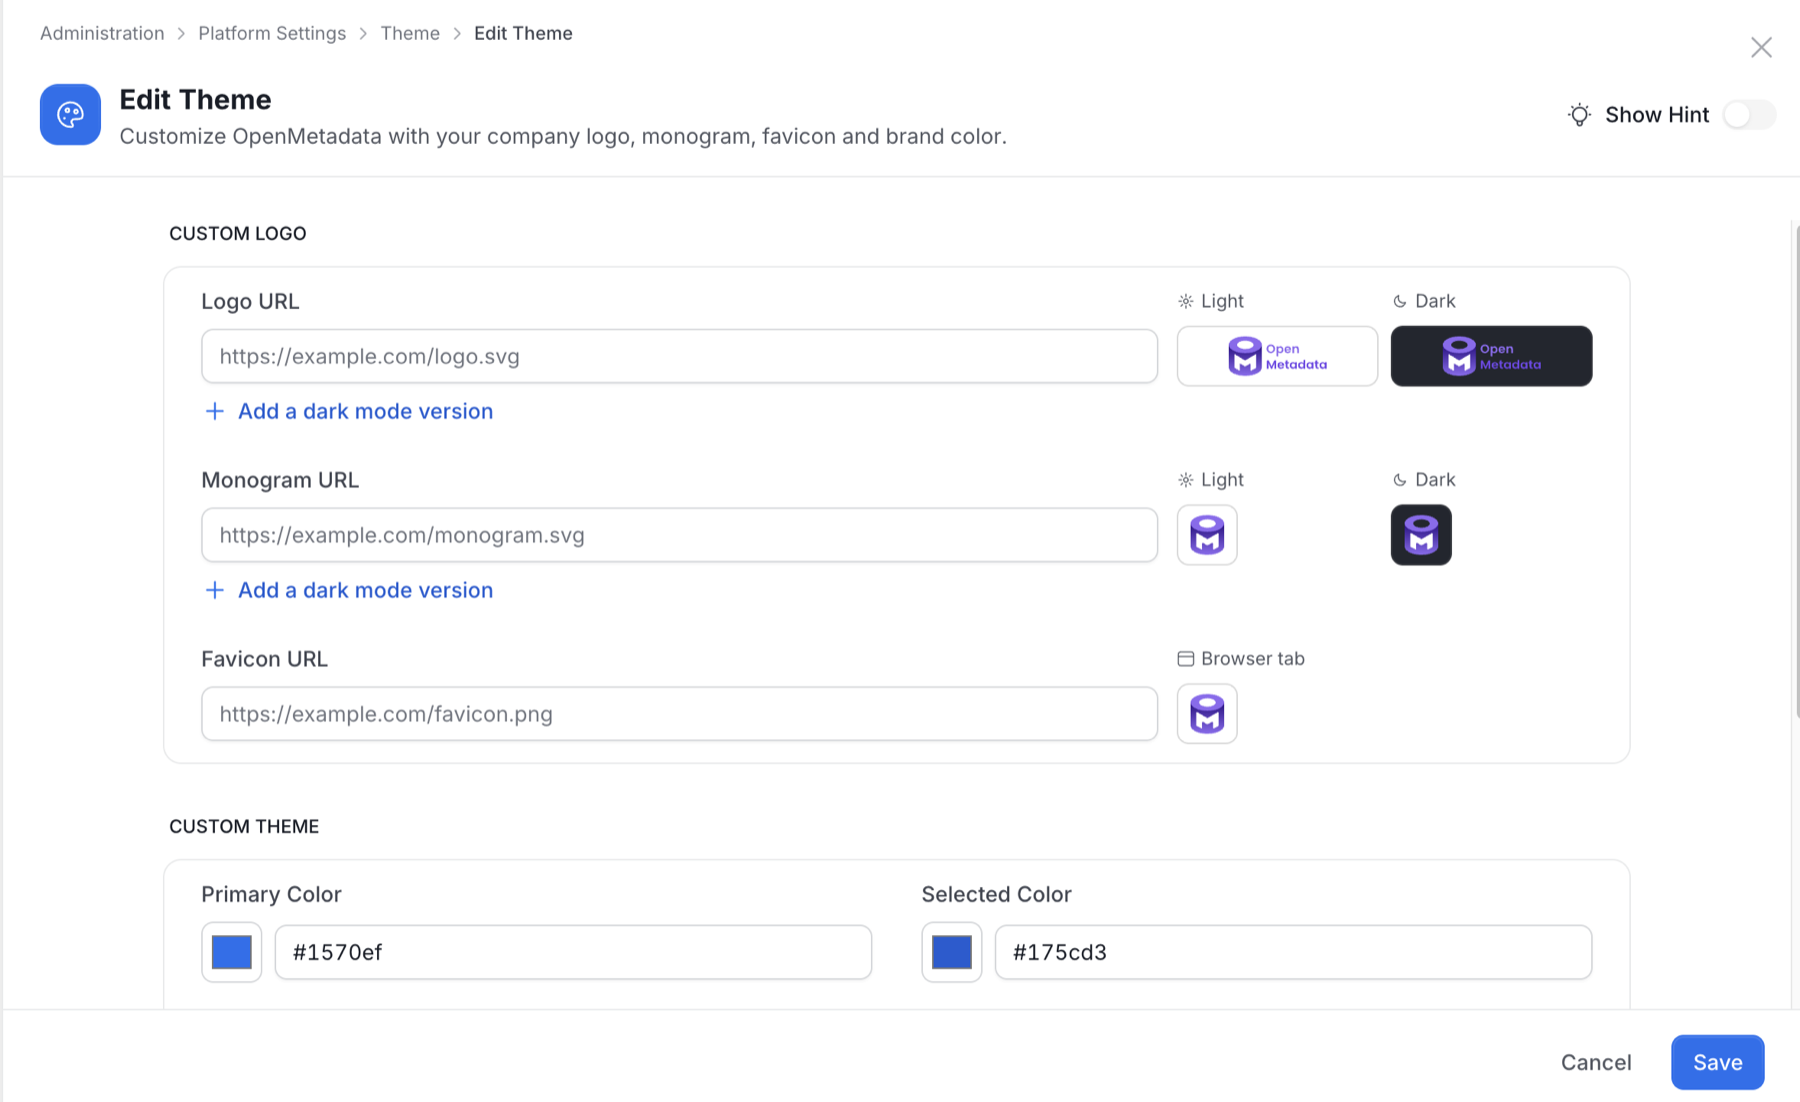 Administration > Platform Settings > Theme > Edit Theme
Edit Theme
Customize OpenMetadata with your company logo, monogram, favicon and brand color.
Show Hint
CUSTOM LOGO
Logo URL
Light
Dark
https://example.com/logo.svg
Open
Metadata
Open
Metadata
+ Add a dark mode version
Monogram URL
Light
Dark
https://example.com/monogram.svg
+ Add a dark mode version
Favicon URL
Browser tab
https://example.com/favicon.png
CUSTOM THEME
Primary Color
Selected Color
#1570ef
#175cd3
Cancel
Save